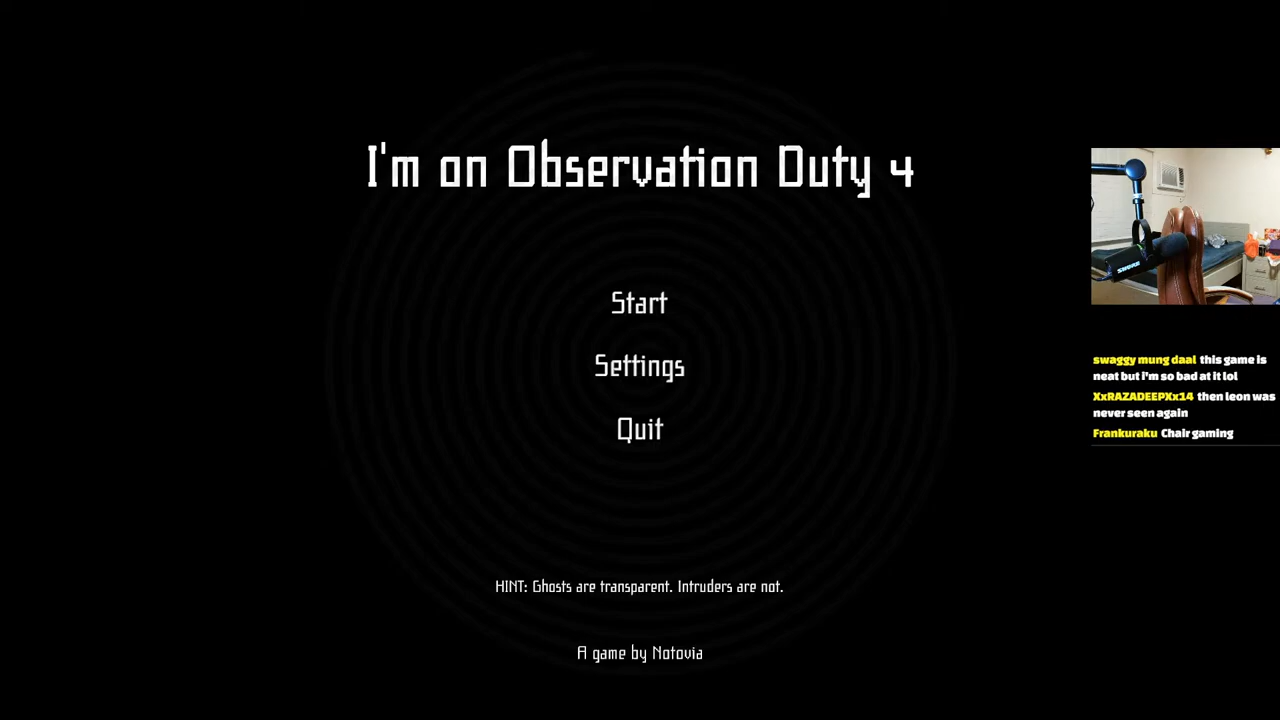 I'm on Observation Duty 4
Start
Settings
Quit
HINT: Ghosts are transparent. Intruders are not.
A game by Notovia
SHURE
swaggy mung daal this game is
neat but i'm so bad at it lol
XxRAZADEEPXx14 then leon was
never seen again
Frankuraku Chair gaming